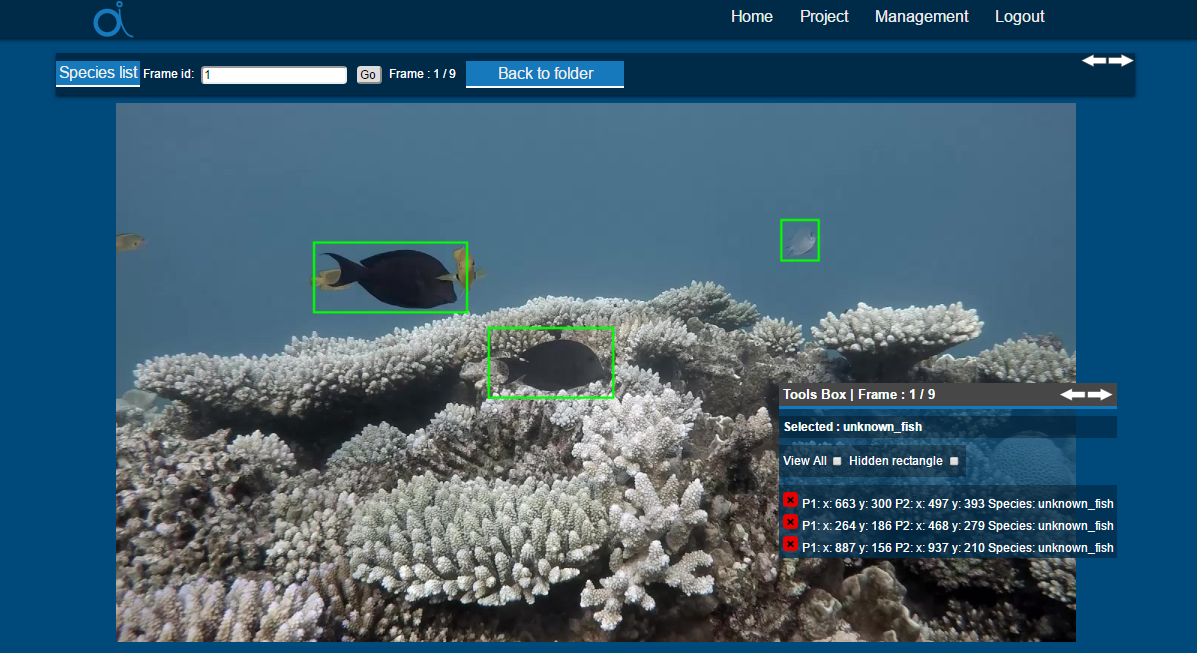 Home Project Management Logout
Species list Frame id: 1 Go Frame : 1 / 9 Back to folder
Tools Box | Frame : 1 / 9
Selected : unknown_fish
View All Hidden rectangle
P1: x: 663 y: 300 P2: x: 497 y: 393 Species: unknown_fish
P1: x: 264 y: 186 P2: x: 468 y: 279 Species: unknown_fish
P1: x: 887 y: 156 P2: x: 937 y: 210 Species: unknown_fish